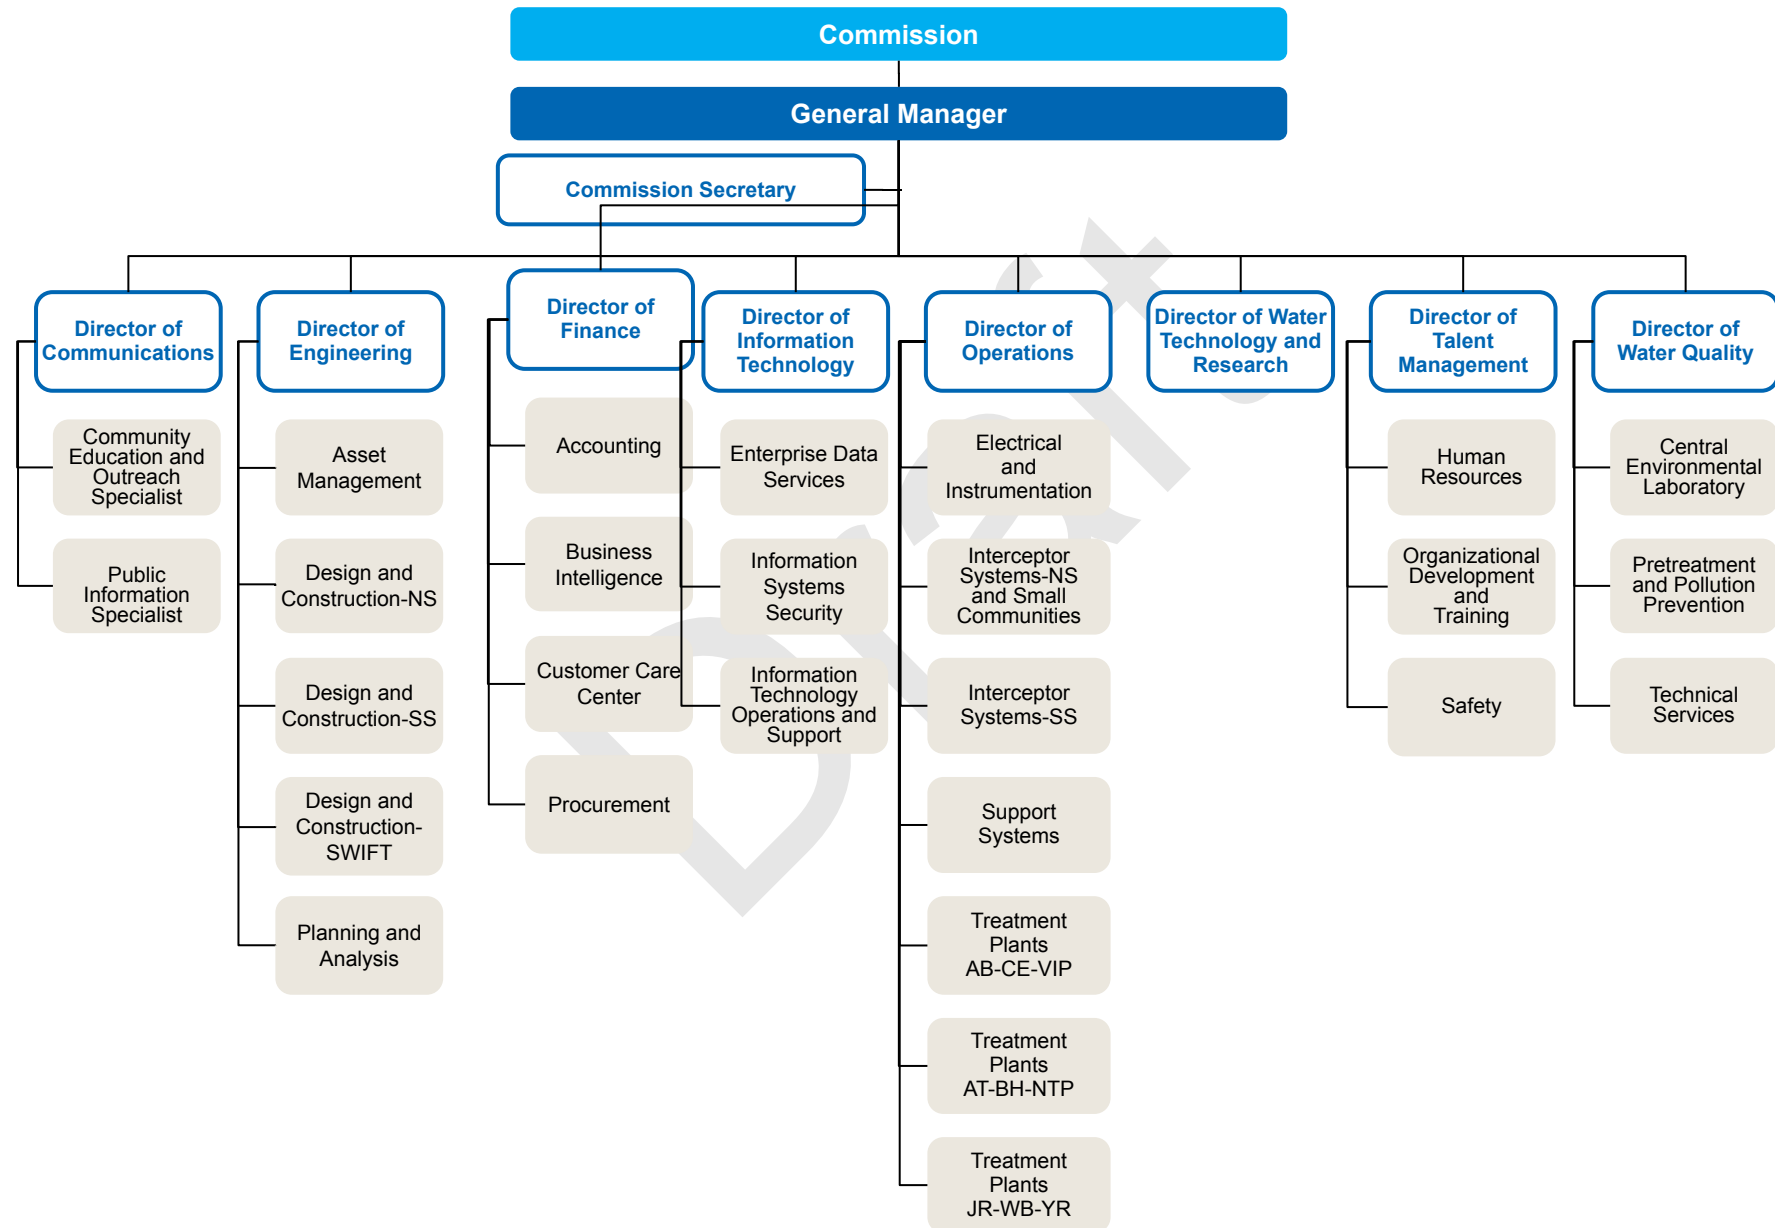 Commission
General Manager
Commission Secretary
Director of
Communications
Community
Education and
Outreach
Specialist
Public
Information
Specialist
Director of
Engineering
Asset
Management
Design and
Construction-NS
Design and
Construction-SS
Design and
Construction-
SWIFT
Planning and
Analysis
Director of
Finance
Accounting
Business
Intelligence
Customer Care
Center
Procurement
Director of
Information
Technology
Enterprise Data
Services
Information
Systems
Security
Information
Technology
Operations and
Support
Director of
Operations
Electrical
and
Instrumentation
Interceptor
Systems-NS
and Small
Communities
Interceptor
Systems-SS
Support
Systems
Treatment
Plants
AB-CE-VIP
Treatment
Plants
AT-BH-NTP
Treatment
Plants
JR-WB-YR
Director of Water
Technology and
Research
Director of
Talent
Management
Human
Resources
Organizational
Development
and
Training
Safety
Director of
Water Quality
Central
Environmental
Laboratory
Pretreatment
and Pollution
Prevention
Technical
Services
Draft